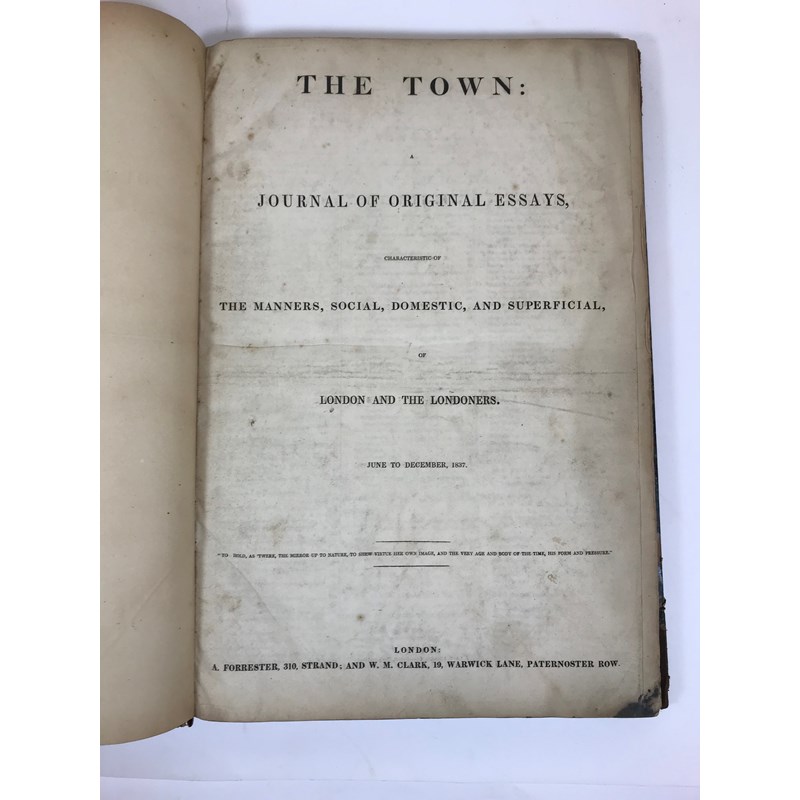 THE TOWN:
A
JOURNAL OF ORIGINAL ESSAYS,
CHARACTERISTIC OF
THE MANNERS, SOCIAL, DOMESTIC, AND SUPERFICIAL,
OF
LONDON AND THE LONDONERS.
JUNE TO DECEMBER, 1837.
"TO HOLD, AS 'TWERE, THE MIRROR UP TO NATURE, TO SHOW VIRTUE HER OWN IMAGE, AND THE VERY AGE AND BODY OF THE TIME, HIS FORM AND PRESSURE."
LONDON:
A. FORRESTER, 310, STRAND; AND W. M. CLARK, 19, WARWICK LANE, PATERNOSTER ROW.